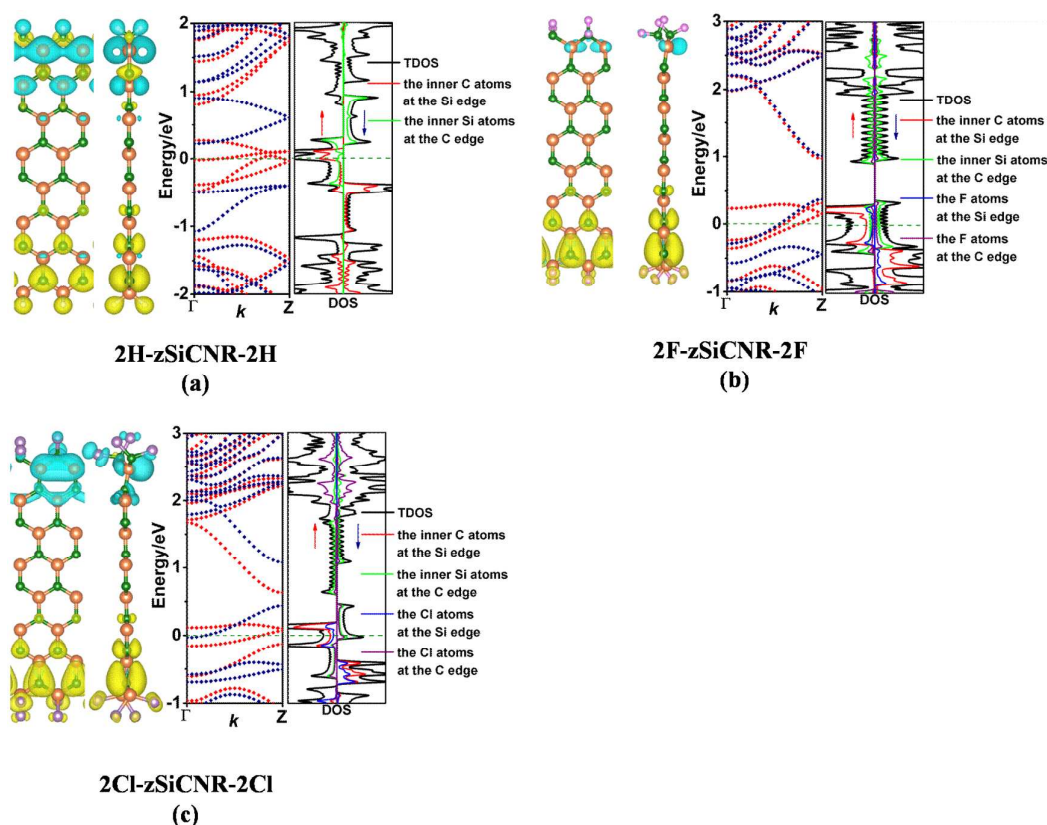 2
1
0
-1
-2
Energy/eV
Γ
k
Z
DOS
TDOS
the inner C atoms
at the Si edge
the inner Si atoms
at the C edge
2H-zSiCNR-2H
(a)
3
2
1
0
-1
Energy/eV
Γ
k
Z
DOS
TDOS
the inner C atoms
at the Si edge
the inner Si atoms
at the C edge
the F atoms
at the Si edge
the F atoms
at the C edge
2F-zSiCNR-2F
(b)
3
2
1
0
-1
Energy/eV
Γ
k
Z
DOS
TDOS
the inner C atoms
at the Si edge
the inner Si atoms
at the C edge
the Cl atoms
at the Si edge
the Cl atoms
at the C edge
2Cl-zSiCNR-2Cl
(c)